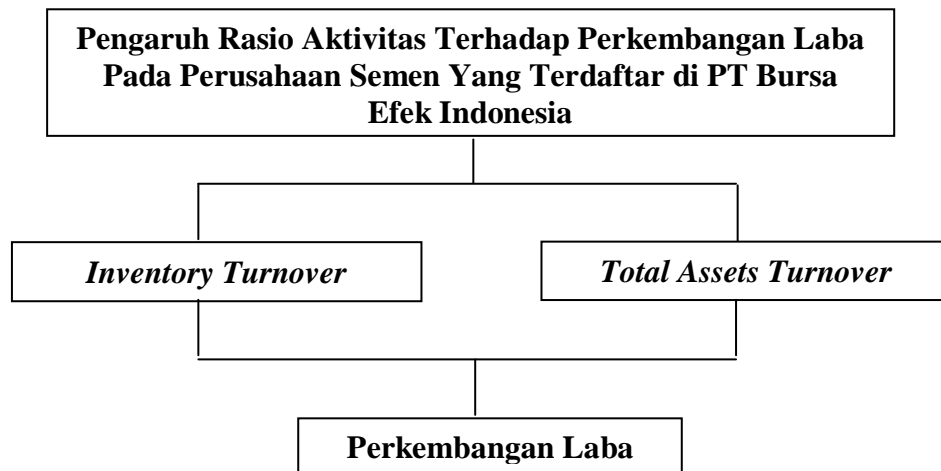 Pengaruh Rasio Aktivitas Terhadap Perkembangan Laba
Pada Perusahaan Semen Yang Terdaftar di PT Bursa
Efek Indonesia
Inventory Turnover
Total Assets Turnover
Perkembangan Laba